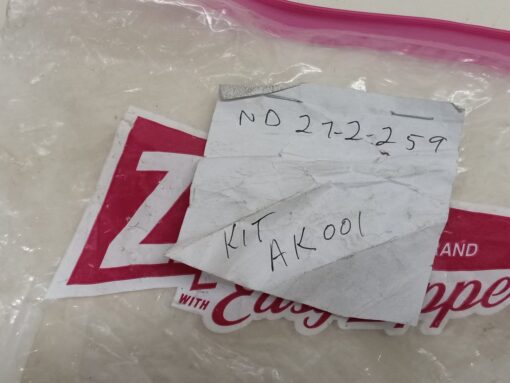 ND 27-2-259
KIT
AK001
Z
AND
WITH Easy